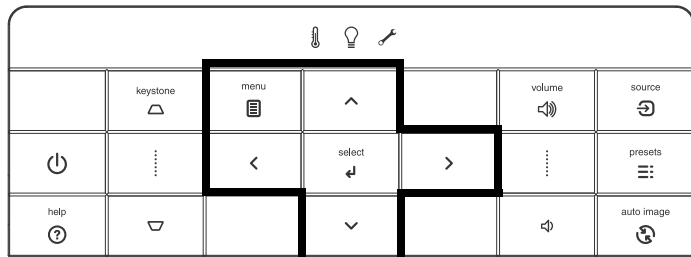 keystone
menu
volume
source
select
presets
help
?
auto image